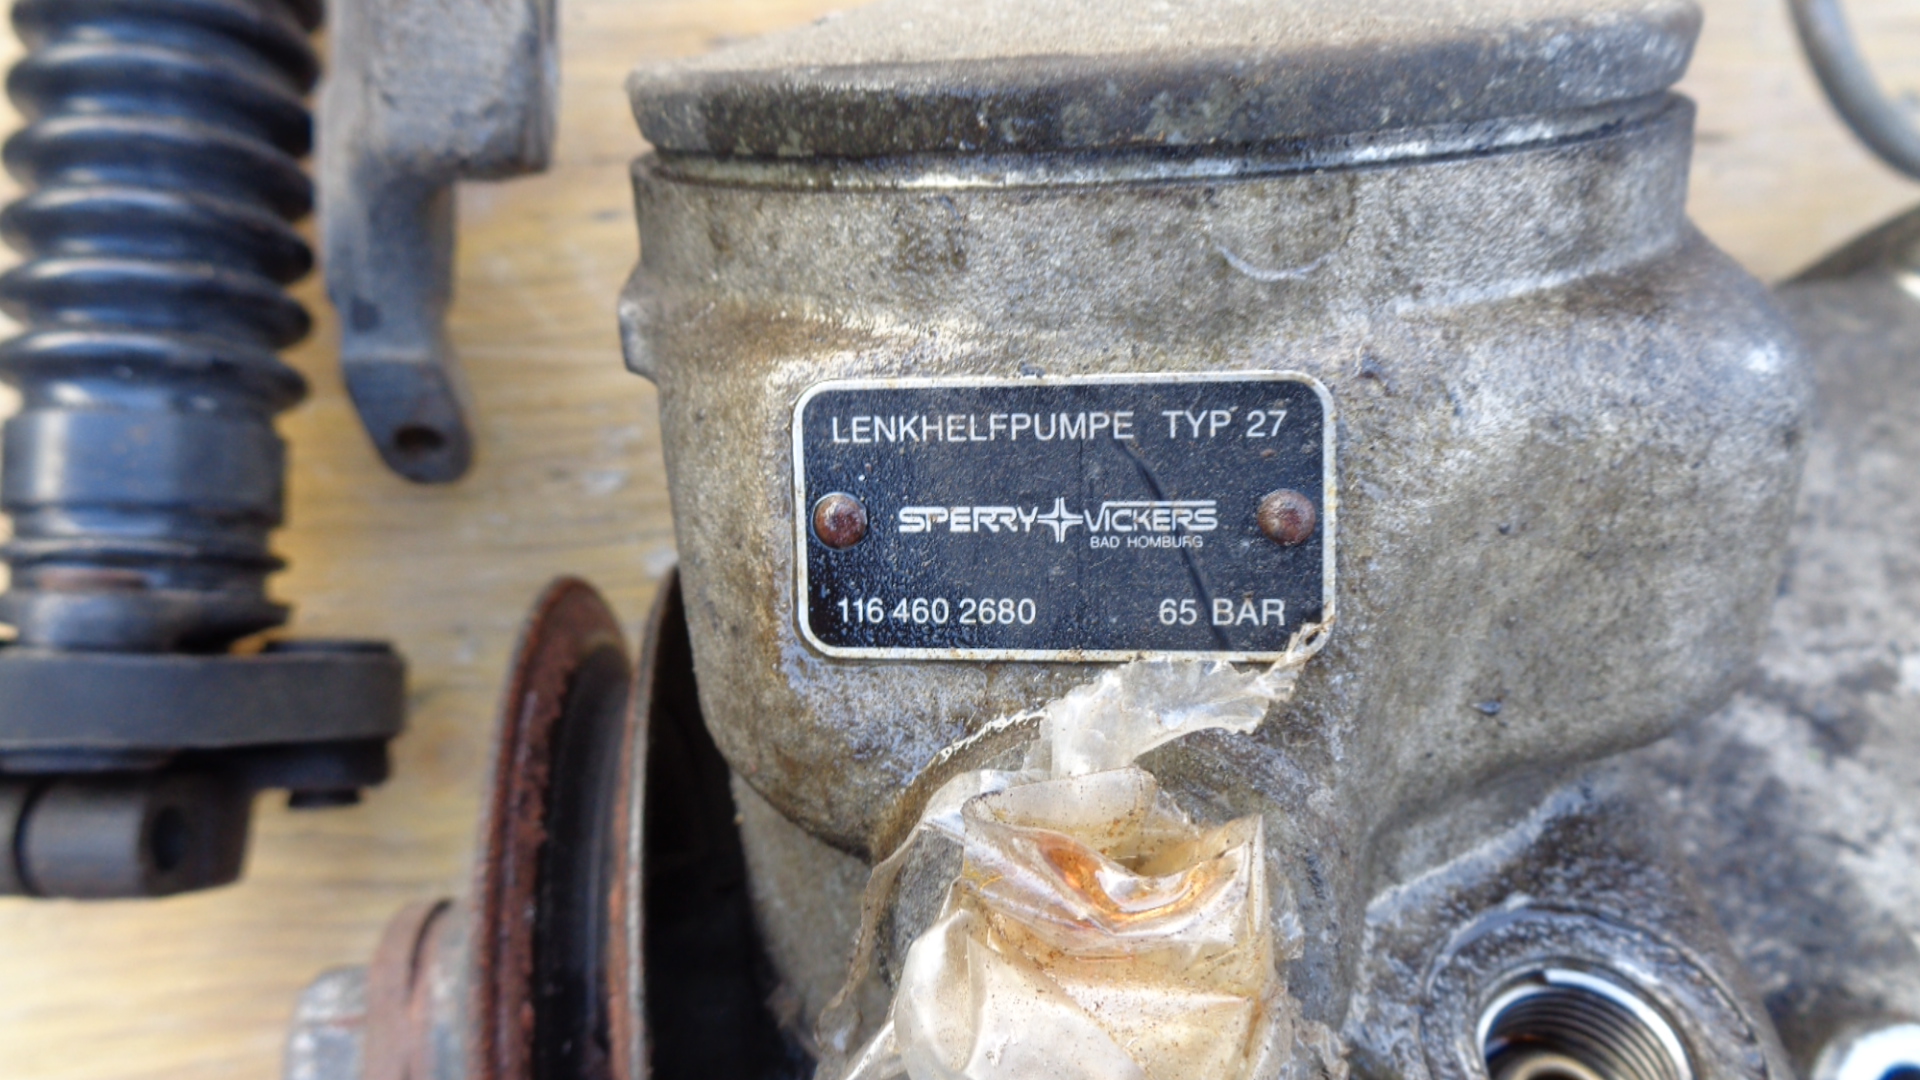 LENKHELFPUMPE TYP 27
SPERRY VICKERS
BAD HOMBURG
116 460 2680 65 BAR